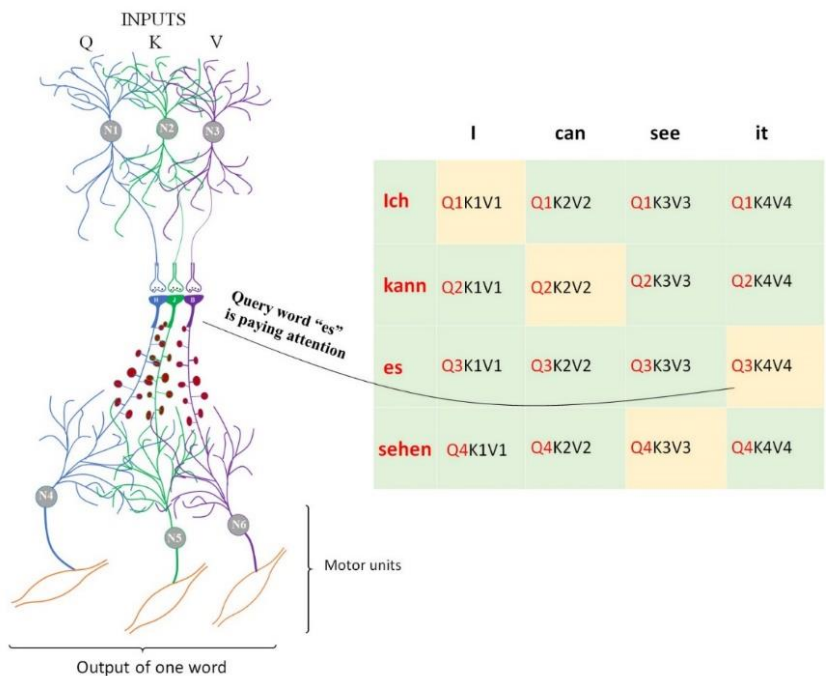 INPUTS
Q K V
N1 N2 N3
Query word “es”
is paying attention
N4 N5 N6
Motor units
Output of one word
I can see it
Ich Q1K1V1 Q1K2V2 Q1K3V3 Q1K4V4
kann Q2K1V1 Q2K2V2 Q2K3V3 Q2K4V4
es Q3K1V1 Q3K2V2 Q3K3V3 Q3K4V4
sehen Q4K1V1 Q4K2V2 Q4K3V3 Q4K4V4